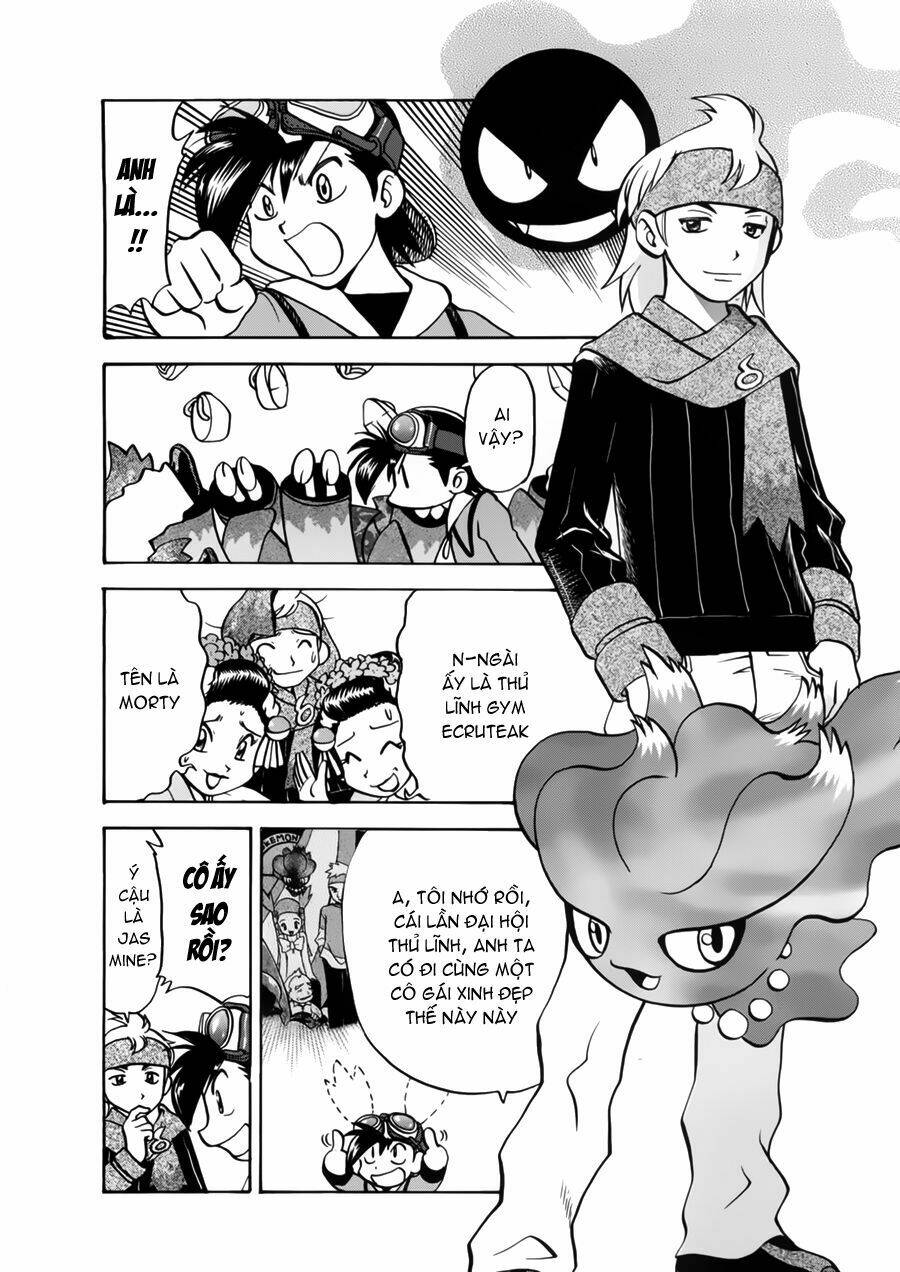 ANH
LÀ...
!!
AI
VẬY?
N-NGÀI
ẤY LÀ THỦ
LĨNH GYM
ECRUTEAK
TÊN LÀ
MORTY
A, TÔI NHỚ RỒI,
CÁI LẦN ĐẠI HỘI
THỦ LĨNH, ANH TA
CÓ ĐI CÙNG MỘT
CÔ GÁI XINH ĐẸP
THẾ NÀY NÀY
CÔ ẤY
SAO
RỒI?
Ý
CẬU
LÀ
JAS
MINE?